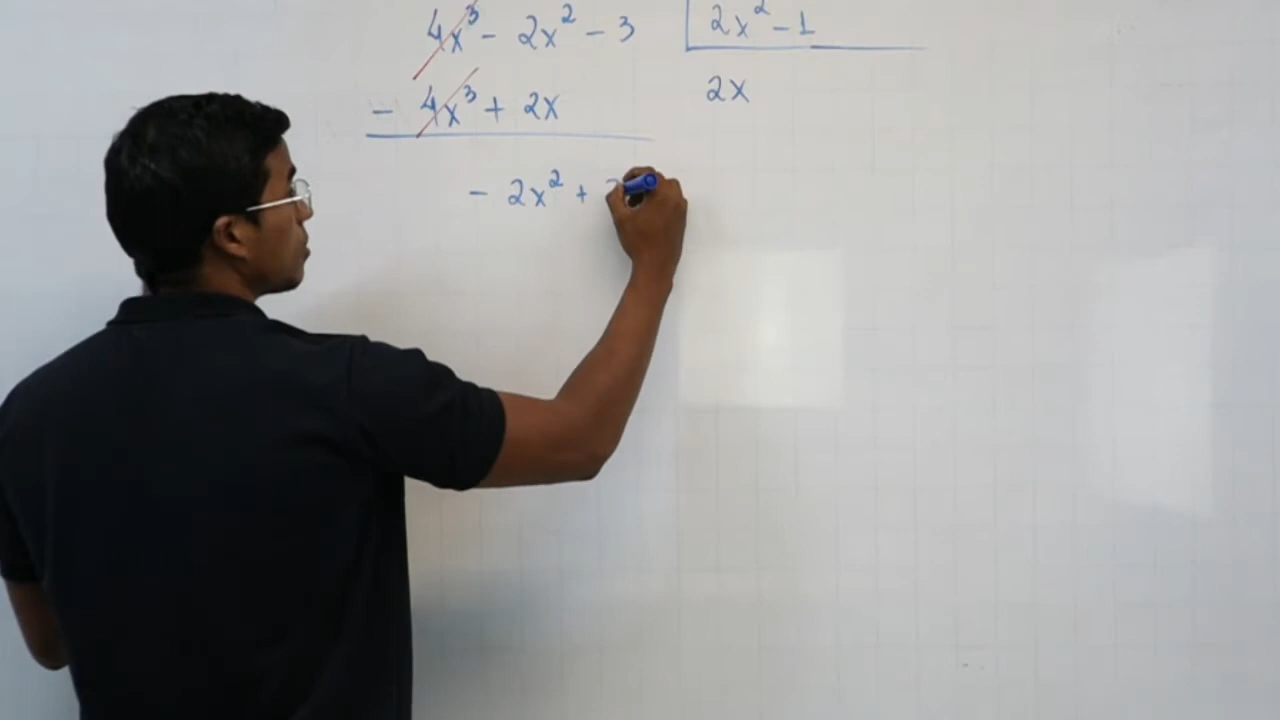 4x³ - 2x² - 3 | 2x² - 1
- 4x³ + 2x 2x
- 2x² +